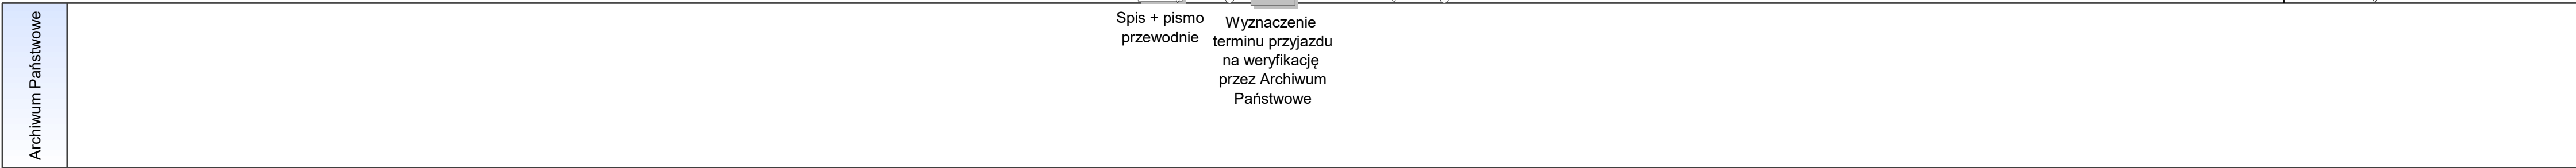 Archiwum Państwowe
Spis + pismo
przewodnie
Wyznaczenie
terminu przyjazdu
na weryfikację
przez Archiwum
Państwowe